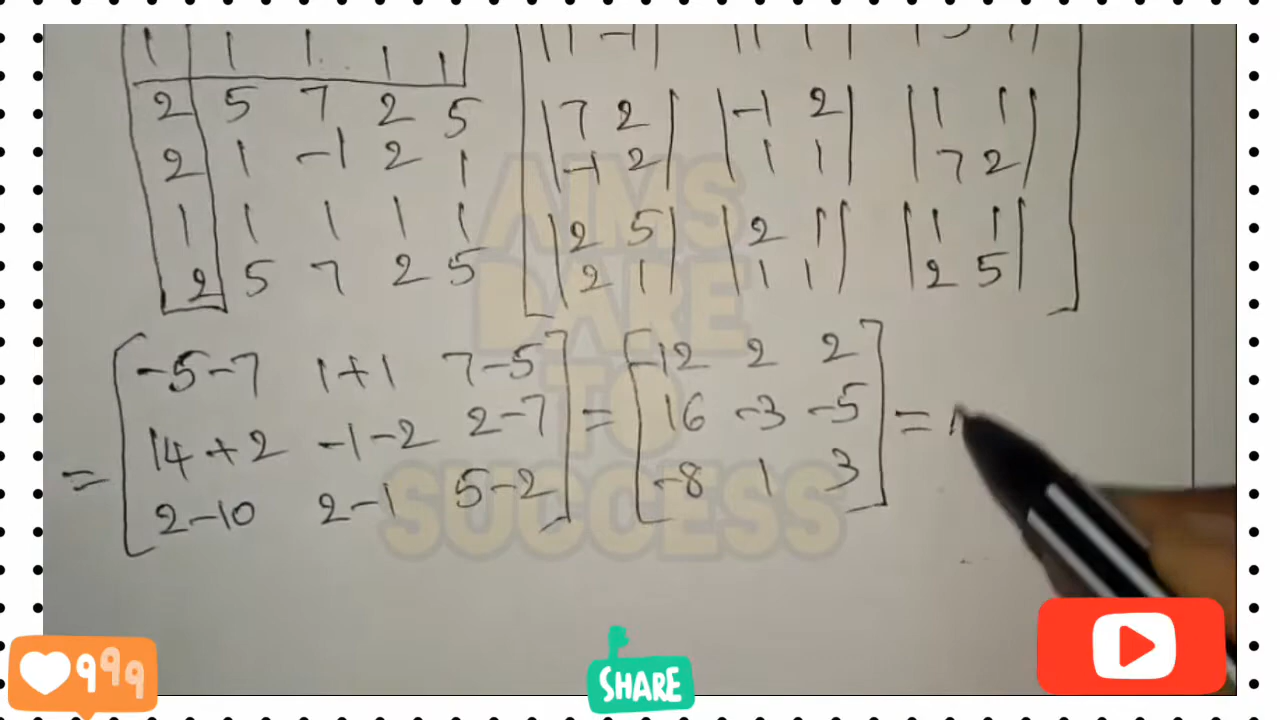 1 1 1 1 1 |1 -1| |1 1|
2 5 7 2 5 |7 2| |-1 2| |1 1|
2 1 -1 2 1 |-1 2| |1 1| |7 2|
1 1 1 1 1 |2 5| |2 1| |1 1|
2 5 7 2 5 |2 1| |1 1| |2 5|
= [-5-7 1+1 7-5] = [-12 2 2] =
[14+2 -1-2 2-7] [16 -3 -5]
[2-10 2-1 5-2] [-8 1 3]
AIMS
DARE
TO
SUCCESS
999
SHARE